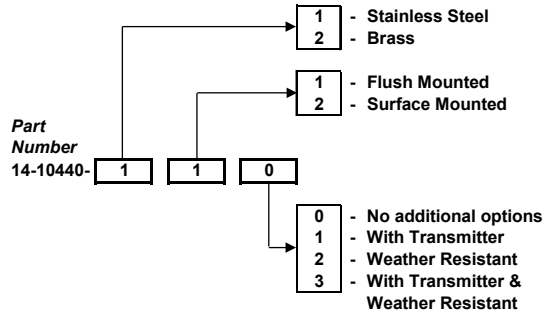 1 - Stainless Steel
2 - Brass
1 - Flush Mounted
2 - Surface Mounted
Part
Number
14-10440- 1 1 0
0 - No additional options
1 - With Transmitter
2 - Weather Resistant
3 - With Transmitter &
Weather Resistant